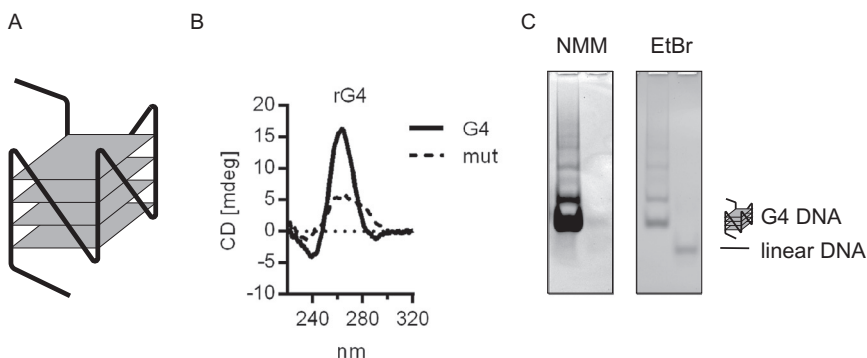 A
B
C
rG4
CD [mdeg]
20
15
10
5
0
-5
-10
240
280
320
nm
G4
mut
NMM
EtBr
G4 DNA
linear DNA